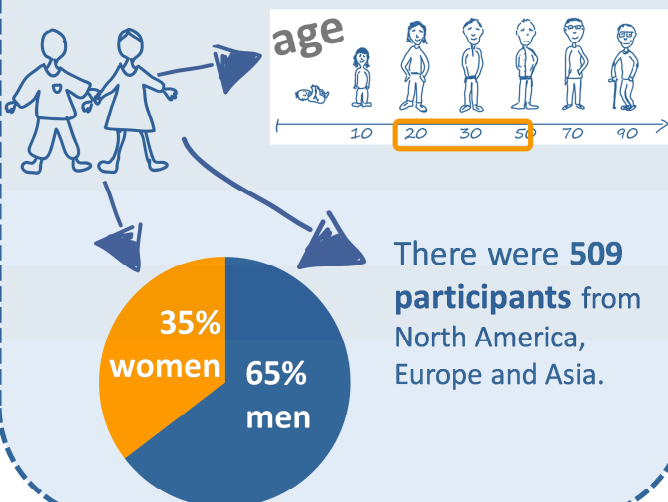 age
10 20 30 50 70 90
There were 509
participants from
North America,
Europe and Asia.
35%
women
65%
men